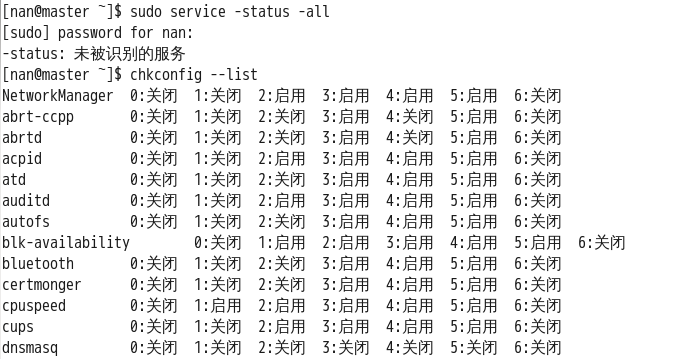 [nan@master ~]$ sudo service -status -all
[sudo] password for nan:
-status: 未被识别的服务
[nan@master ~]$ chkconfig --list
NetworkManager  0:关闭  1:关闭  2:启用  3:启用  4:启用  5:启用  6:关闭
abrt-ccpp       0:关闭  1:关闭  2:关闭  3:启用  4:关闭  5:启用  6:关闭
abrtd           0:关闭  1:关闭  2:关闭  3:启用  4:关闭  5:启用  6:关闭
acpid           0:关闭  1:关闭  2:启用  3:启用  4:启用  5:启用  6:关闭
atd             0:关闭  1:关闭  2:关闭  3:启用  4:启用  5:启用  6:关闭
auditd          0:关闭  1:关闭  2:启用  3:启用  4:启用  5:启用  6:关闭
autofs          0:关闭  1:关闭  2:关闭  3:启用  4:启用  5:启用  6:关闭
blk-availability        0:关闭  1:启用  2:启用  3:启用  4:启用  5:启用  6:关闭
bluetooth       0:关闭  1:关闭  2:关闭  3:启用  4:启用  5:启用  6:关闭
certmonger      0:关闭  1:关闭  2:关闭  3:启用  4:启用  5:启用  6:关闭
cpuspeed        0:关闭  1:启用  2:启用  3:启用  4:启用  5:启用  6:关闭
cups            0:关闭  1:关闭  2:启用  3:启用  4:启用  5:启用  6:关闭
dnsmasq         0:关闭  1:关闭  2:关闭  3:关闭  4:关闭  5:关闭  6:关闭